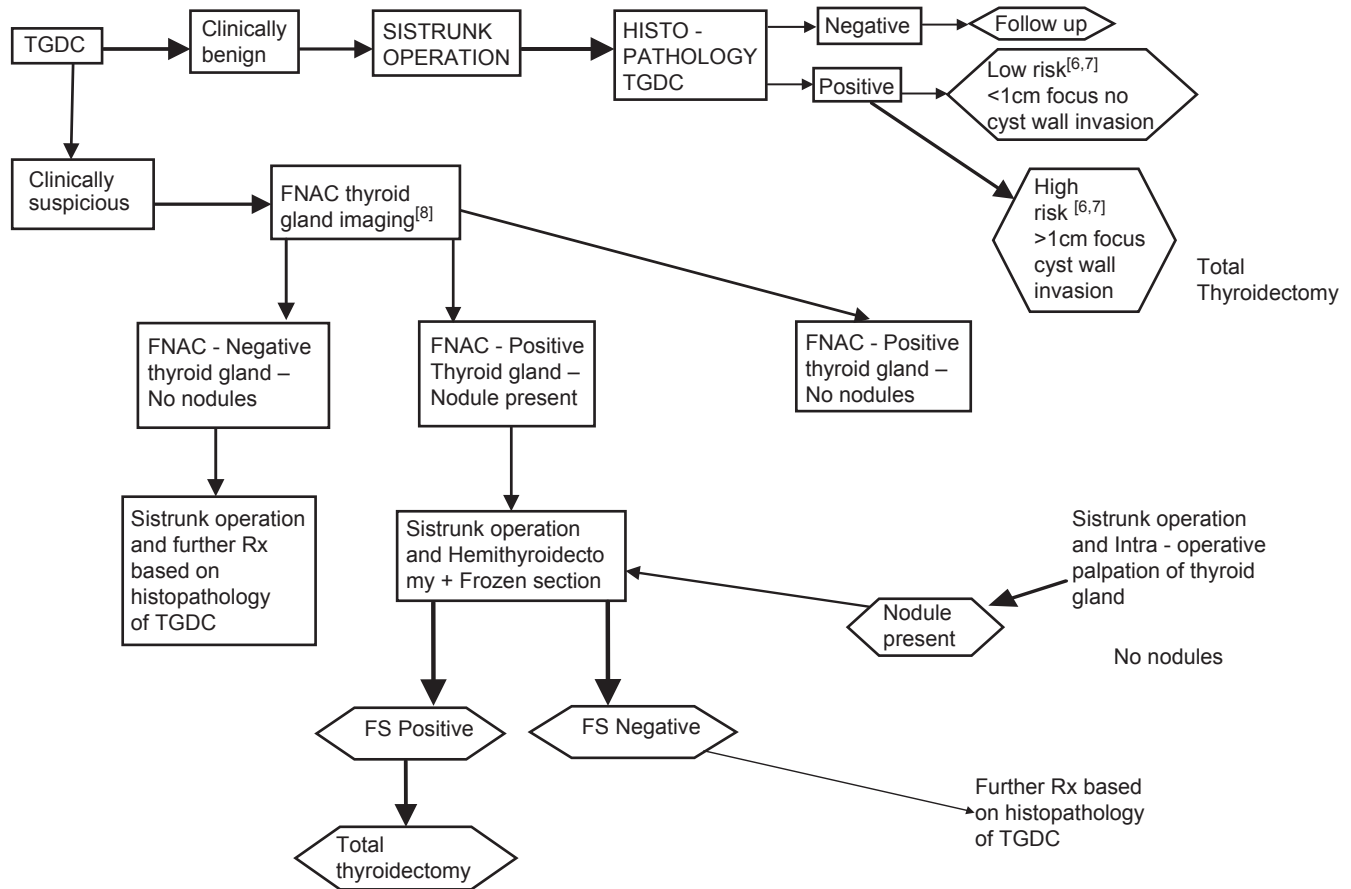 TGDC
Clinically
benign
SISTRUNK
OPERATION
HISTO -
PATHOLOGY
TGDC
Negative
Follow up
Positive
Low risk[6,7]
<1cm focus no
cyst wall invasion
Clinically
suspicious
FNAC thyroid
gland imaging[8]
High
risk [6,7]
>1cm focus
cyst wall
invasion
Total
Thyroidectomy
FNAC - Negative
thyroid gland –
No nodules
FNAC - Positive
Thyroid gland –
Nodule present
FNAC - Positive
thyroid gland –
No nodules
Sistrunk operation
and further Rx
based on
histopathology
of TGDC
Sistrunk operation
and Hemithyroidecto
my + Frozen section
Sistrunk operation
and Intra - operative
palpation of thyroid
gland
Nodule
present
No nodules
FS Positive
FS Negative
Further Rx based
on histopathology
of TGDC
Total
thyroidectomy